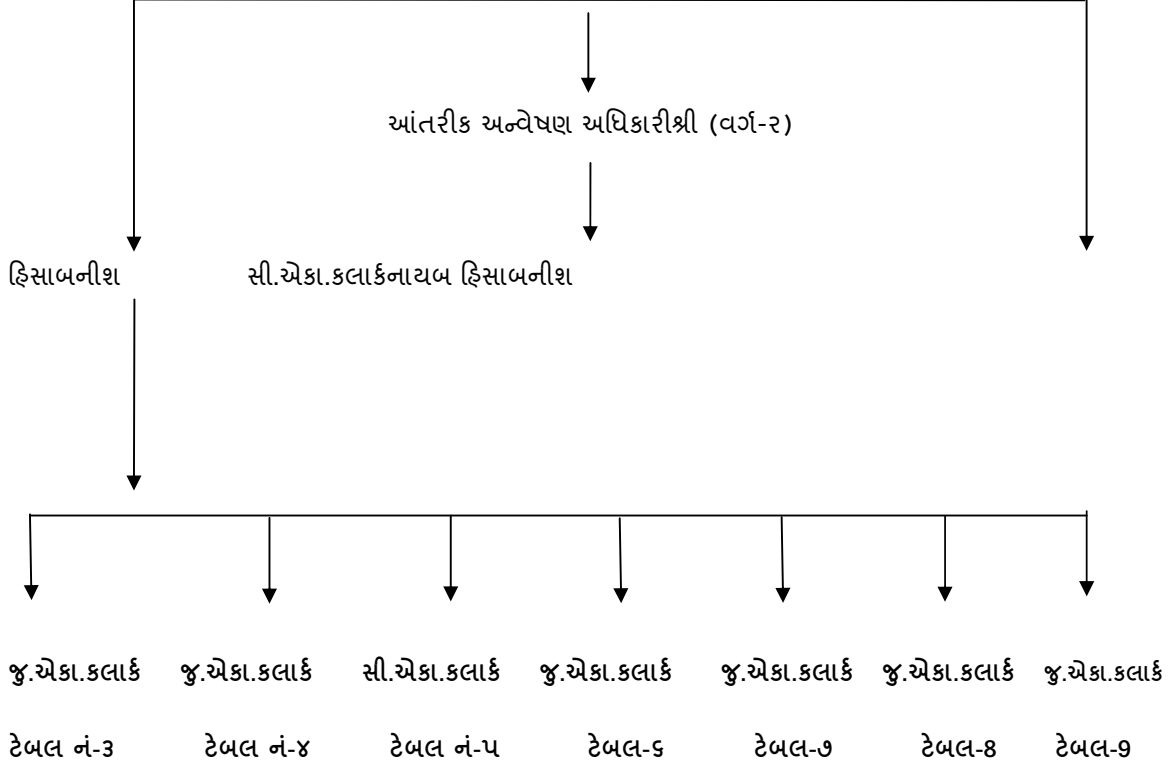 આંતરીક અન્વેષણ અધિકારીશ્રી (વર્ગ-૨)
હિસાબનીશ સી.એકા.કલાર્કનાયબ હિસાબનીશ
જુ.એકા.કલાર્ક જુ.એકા.કલાર્ક સી.એકા.કલાર્ક જુ.એકા.કલાર્ક જુ.એકા.કલાર્ક જુ.એકા.કલાર્ક જુ.એકા.કલાર્ક
ટેબલ નં-૩ ટેબલ નં-૪ ટેબલ નં-૫ ટેબલ-૬ ટેબલ-૭ ટેબલ-8 ટેબલ-9